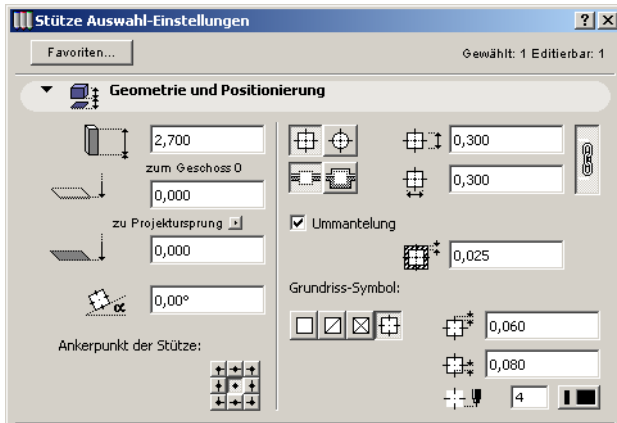 Stütze Auswahl-Einstellungen
Favoriten...
Gewählt: 1 Editierbar: 1
Geometrie und Positionierung
2,700
zum Geschoss 0
0,000
zu Projektursprung
0,000
α 0,00°
Ankerpunkt der Stütze:
0,300
0,300
Ummantelung
0,025
Grundriss-Symbol:
0,060
0,080
4